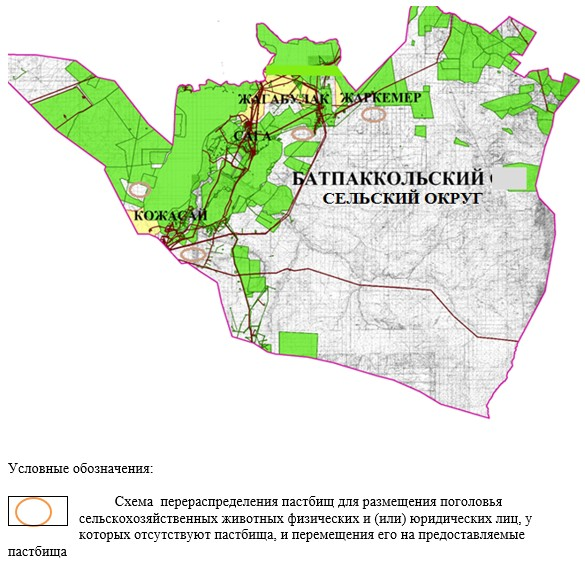 ЖАГАБУЛАК ЖАРКЕМЕР
САГА
БАТПАККОЛЬСКИЙ
СЕЛЬСКИЙ ОКРУГ
КОЖАСАЙ
Условные обозначения:
Схема перераспределения пастбищ для размещения поголовья
сельскохозяйственных животных физических и (или) юридических лиц, у
которых отсутствуют пастбища, и перемещения его на предоставляемые
пастбища